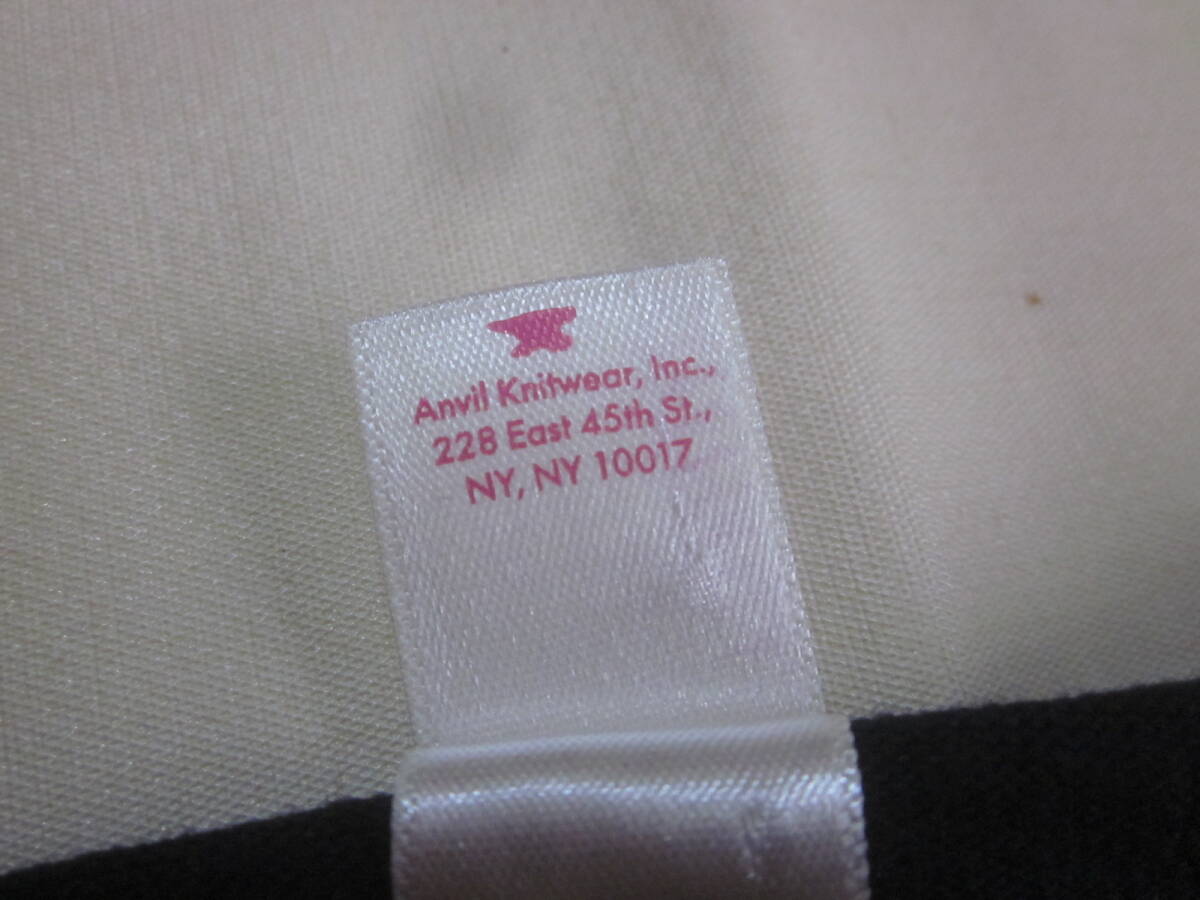 Anvil Knitwear, Inc.,
228 East 45th St.,
NY, NY 10017